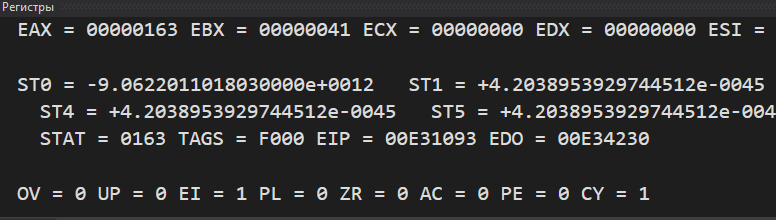 Регистры
EAX = 00000163 EBX = 00000041 ECX = 00000000 EDX = 00000000 ESI =
ST0 = -9.0622011018030000e+0012 ST1 = +4.2038953929744512e-0045
ST4 = +4.2038953929744512e-0045 ST5 = +4.2038953929744512e-004
STAT = 0163 TAGS = F000 EIP = 00E31093 EDO = 00E34230
OV = 0 UP = 0 EI = 1 PL = 0 ZR = 0 AC = 0 PE = 0 CY = 1